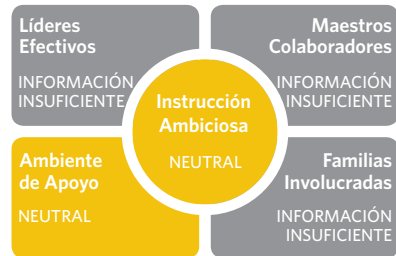 Líderes
Efectivos
INFORMACIÓN
INSUFICIENTE
Maestros
Colaboradores
INFORMACIÓN
INSUFICIENTE
Instrucción
Ambiciosa
NEUTRAL
Ambiente
de Apoyo
NEUTRAL
Familias
Involucradas
INFORMACIÓN
INSUFICIENTE